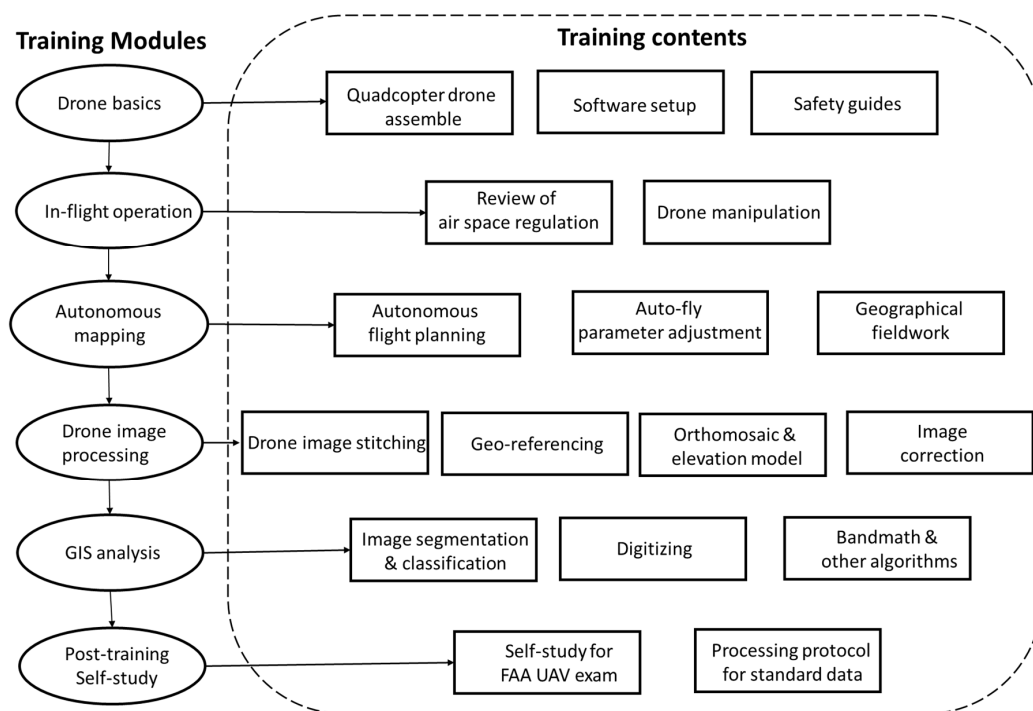 Training Modules
Training contents
Drone basics
Quadcopter drone
assemble
Software setup
Safety guides
In-flight operation
Review of
air space regulation
Drone manipulation
Autonomous
mapping
Autonomous
flight planning
Auto-fly
parameter adjustment
Geographical
fieldwork
Drone image
processing
Drone image stitching
Geo-referencing
Orthomosaic &
elevation model
Image
correction
GIS analysis
Image segmentation
& classification
Digitizing
Bandmath &
other algorithms
Post-training
Self-study
Self-study for
FAA UAV exam
Processing protocol
for standard data